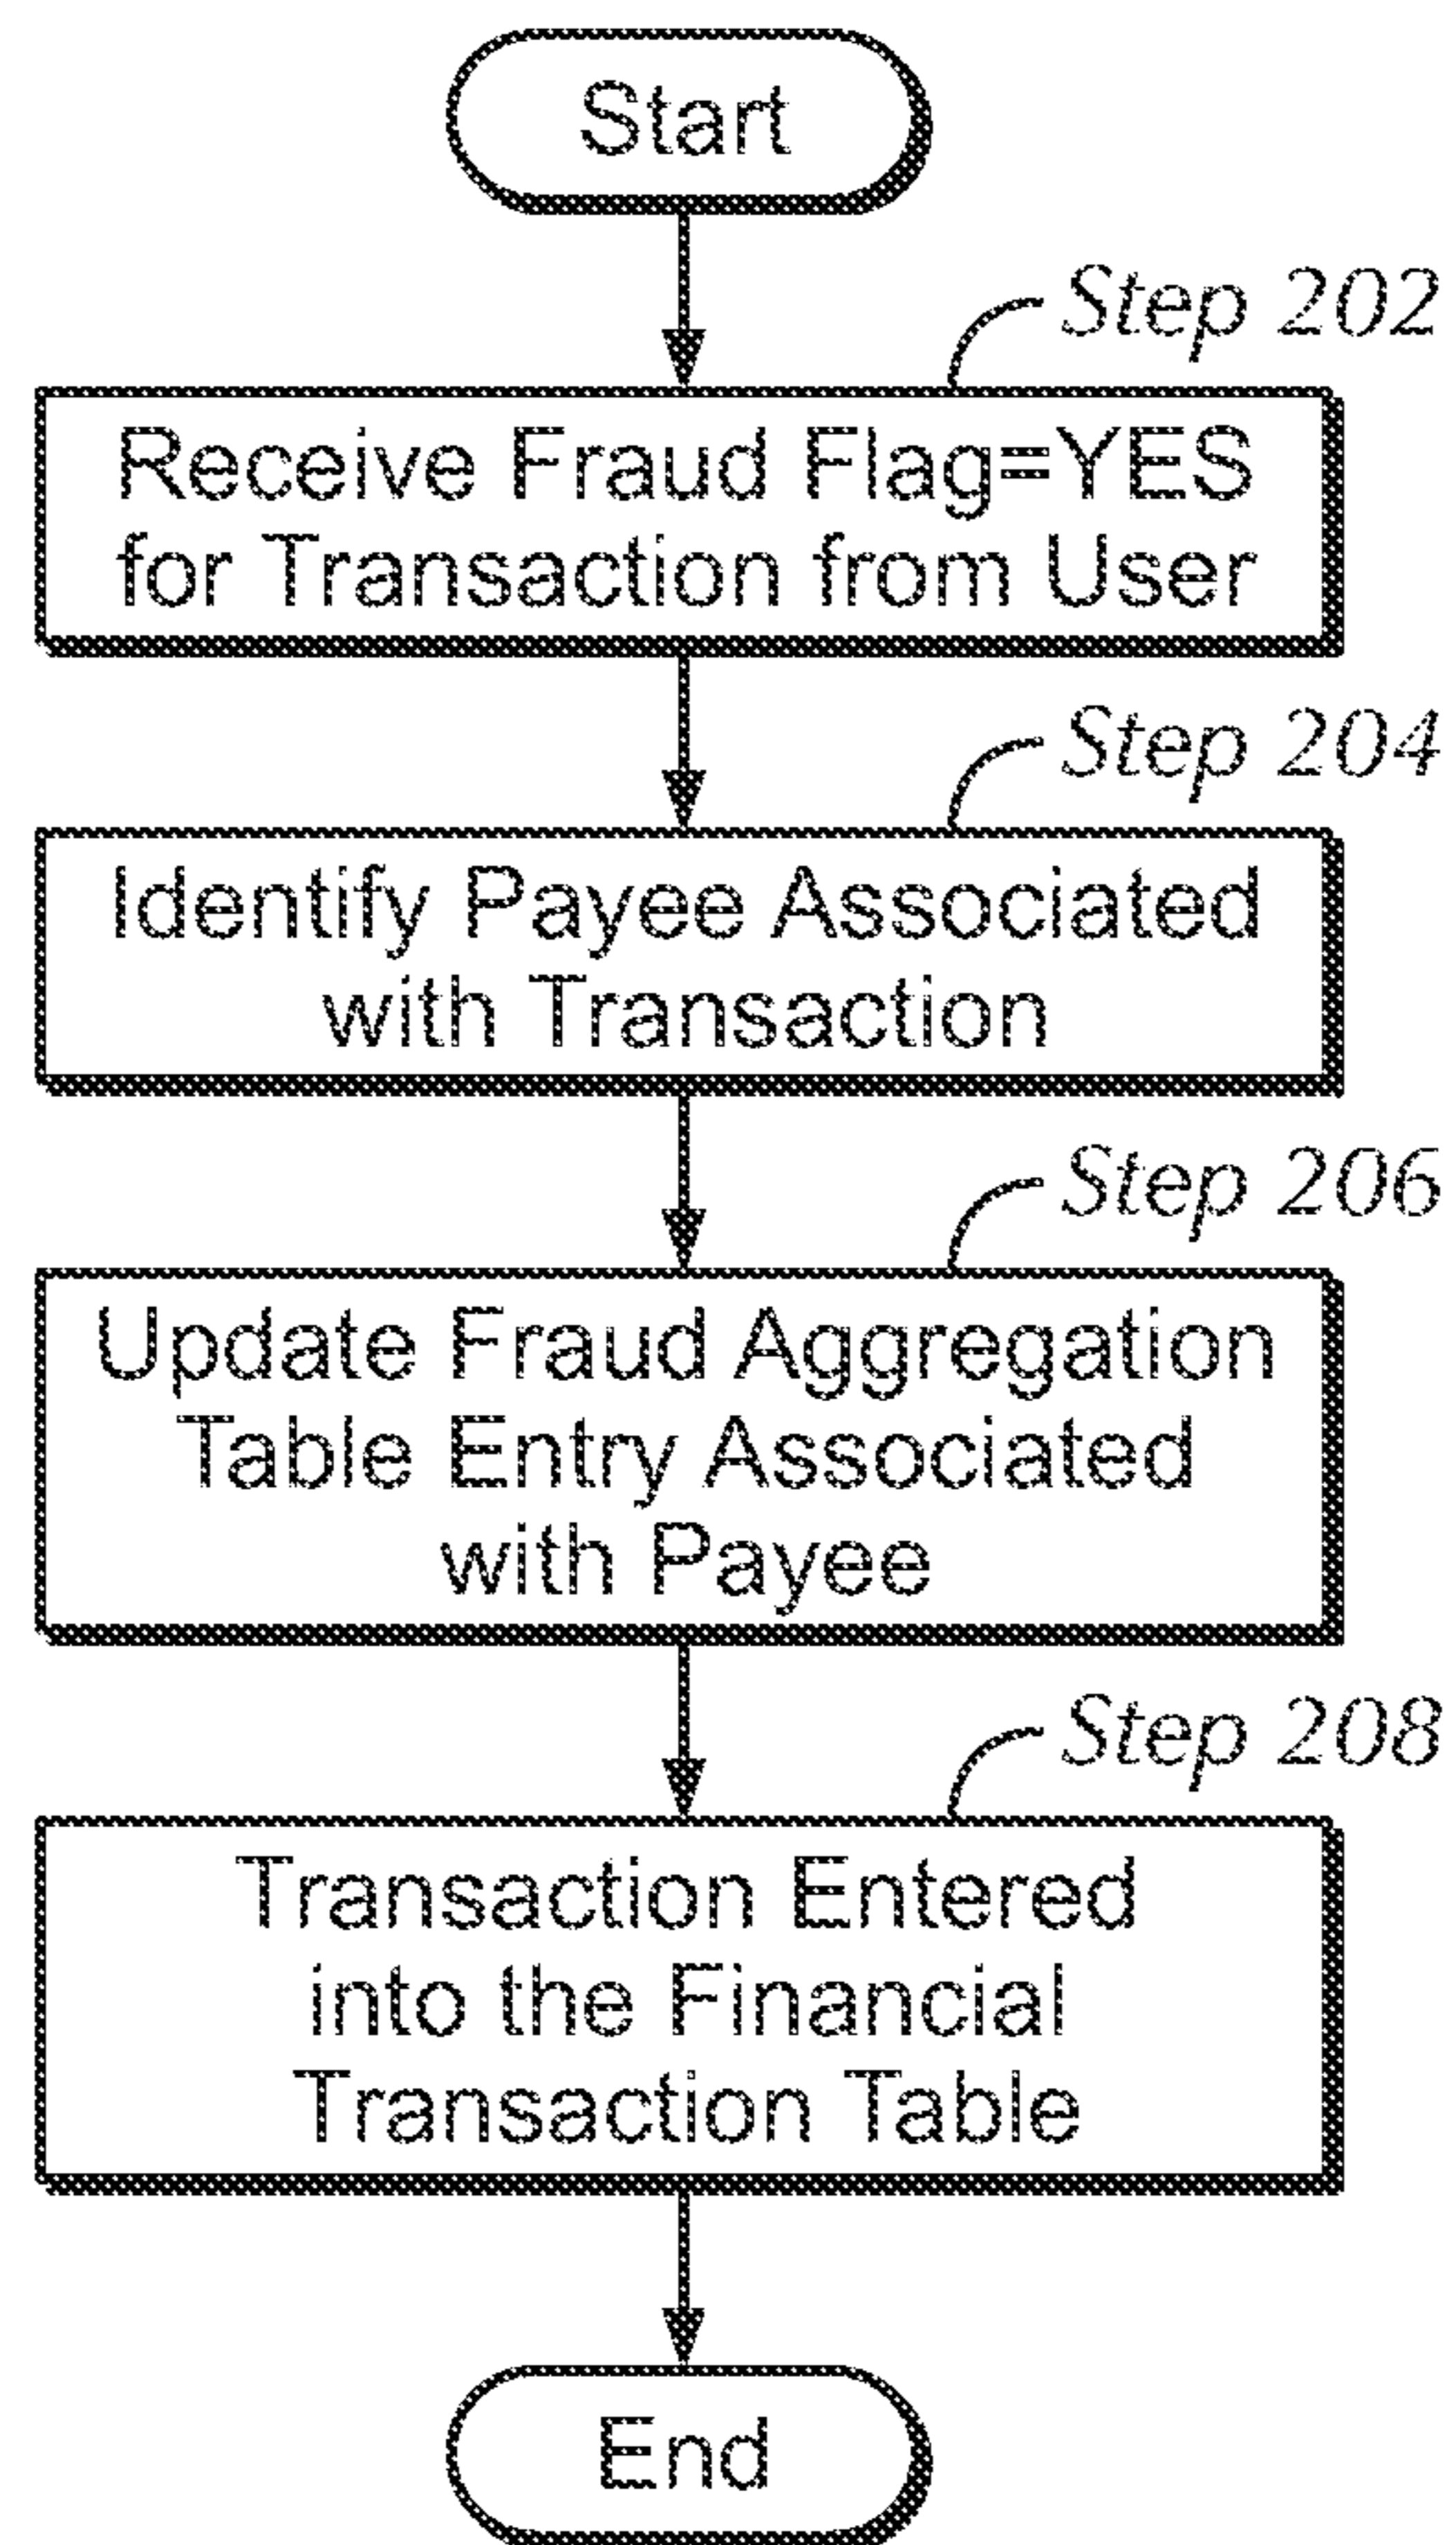 Start
Step 202
Receive Fraud Flag=YES
for Transaction from User
Step 204
Identify Payee Associated
with Transaction
Step 206
Update Fraud Aggregation
Table Entry Associated
with Payee
Step 208
Transaction Entered
into the Financial
Transaction Table
End